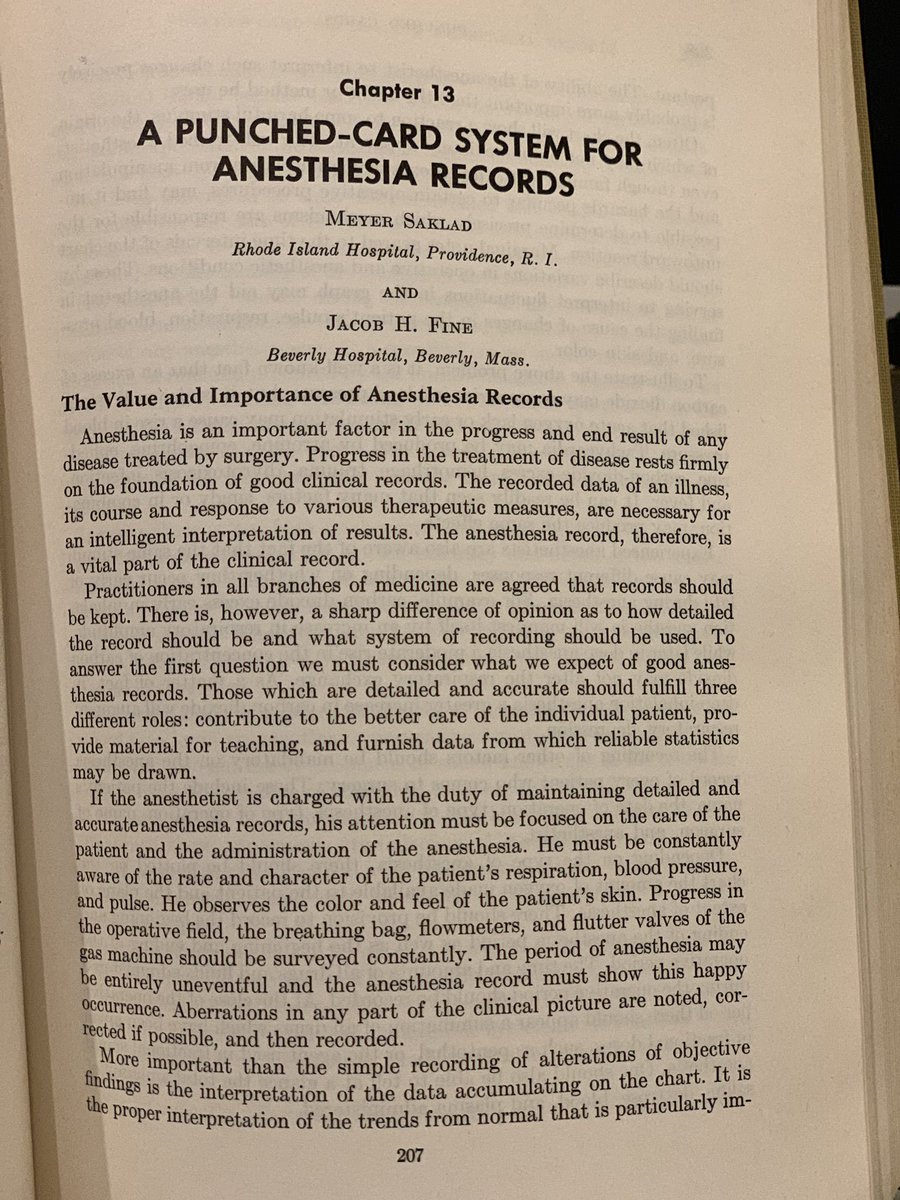 Chapter 13
A PUNCHED-CARD SYSTEM FOR
ANESTHESIA RECORDS
MEYER SAKLAD
Rhode Island Hospital, Providence, R. I.
AND
JACOB H. FINE
Beverly Hospital, Beverly, Mass.
The Value and Importance of Anesthesia Records
Anesthesia is an important factor in the progress and end result of any
disease treated by surgery. Progress in the treatment of disease rests firmly
on the foundation of good clinical records. The recorded data of an illness,
its course and response to various therapeutic measures, are necessary for
an intelligent interpretation of results. The anesthesia record, therefore, is
a vital part of the clinical record.
Practitioners in all branches of medicine are agreed that records should
be kept. There is, however, a sharp difference of opinion as to how detailed
the record should be and what system of recording should be used. To
answer the first question we must consider what we expect of good anes-
thesia records. Those which are detailed and accurate should fulfill three
different roles: contribute to the better care of the individual patient, pro-
vide material for teaching, and furnish data from which reliable statistics
may be drawn.
If the anesthetist is charged with the duty of maintaining detailed and
accurate anesthesia records, his attention must be focused on the care of the
patient and the administration of the anesthesia. He must be constantly
aware of the rate and character of the patient's respiration, blood pressure,
and pulse. He observes the color and feel of the patient's skin. Progress in
the operative field, the breathing bag, flowmeters, and flutter valves of the
gas machine should be surveyed constantly. The period of anesthesia may
be entirely uneventful and the anesthesia record must show this happy
occurrence. Aberrations in any part of the clinical picture are noted, cor-
rected if possible, and then recorded.
More important than the simple recording of alterations of objective
findings is the interpretation of the data accumulating on the chart. It is
the proper interpretation of the trends from normal that is particularly im-
207